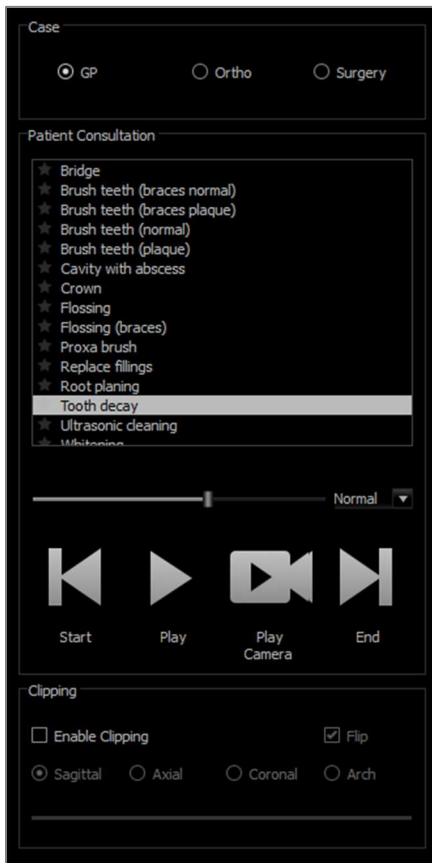 Case
GP Ortho Surgery
Patient Consultation
Bridge
Brush teeth (braces normal)
Brush teeth (braces plaque)
Brush teeth (normal)
Brush teeth (plaque)
Cavity with abscess
Crown
Flossing
Flossing (braces)
Proxa brush
Replace fillings
Root planing
Tooth decay
Ultrasonic cleaning
Whitening
Normal
Start Play Play Camera End
Clipping
Enable Clipping Flip
Sagittal Axial Coronal Arch